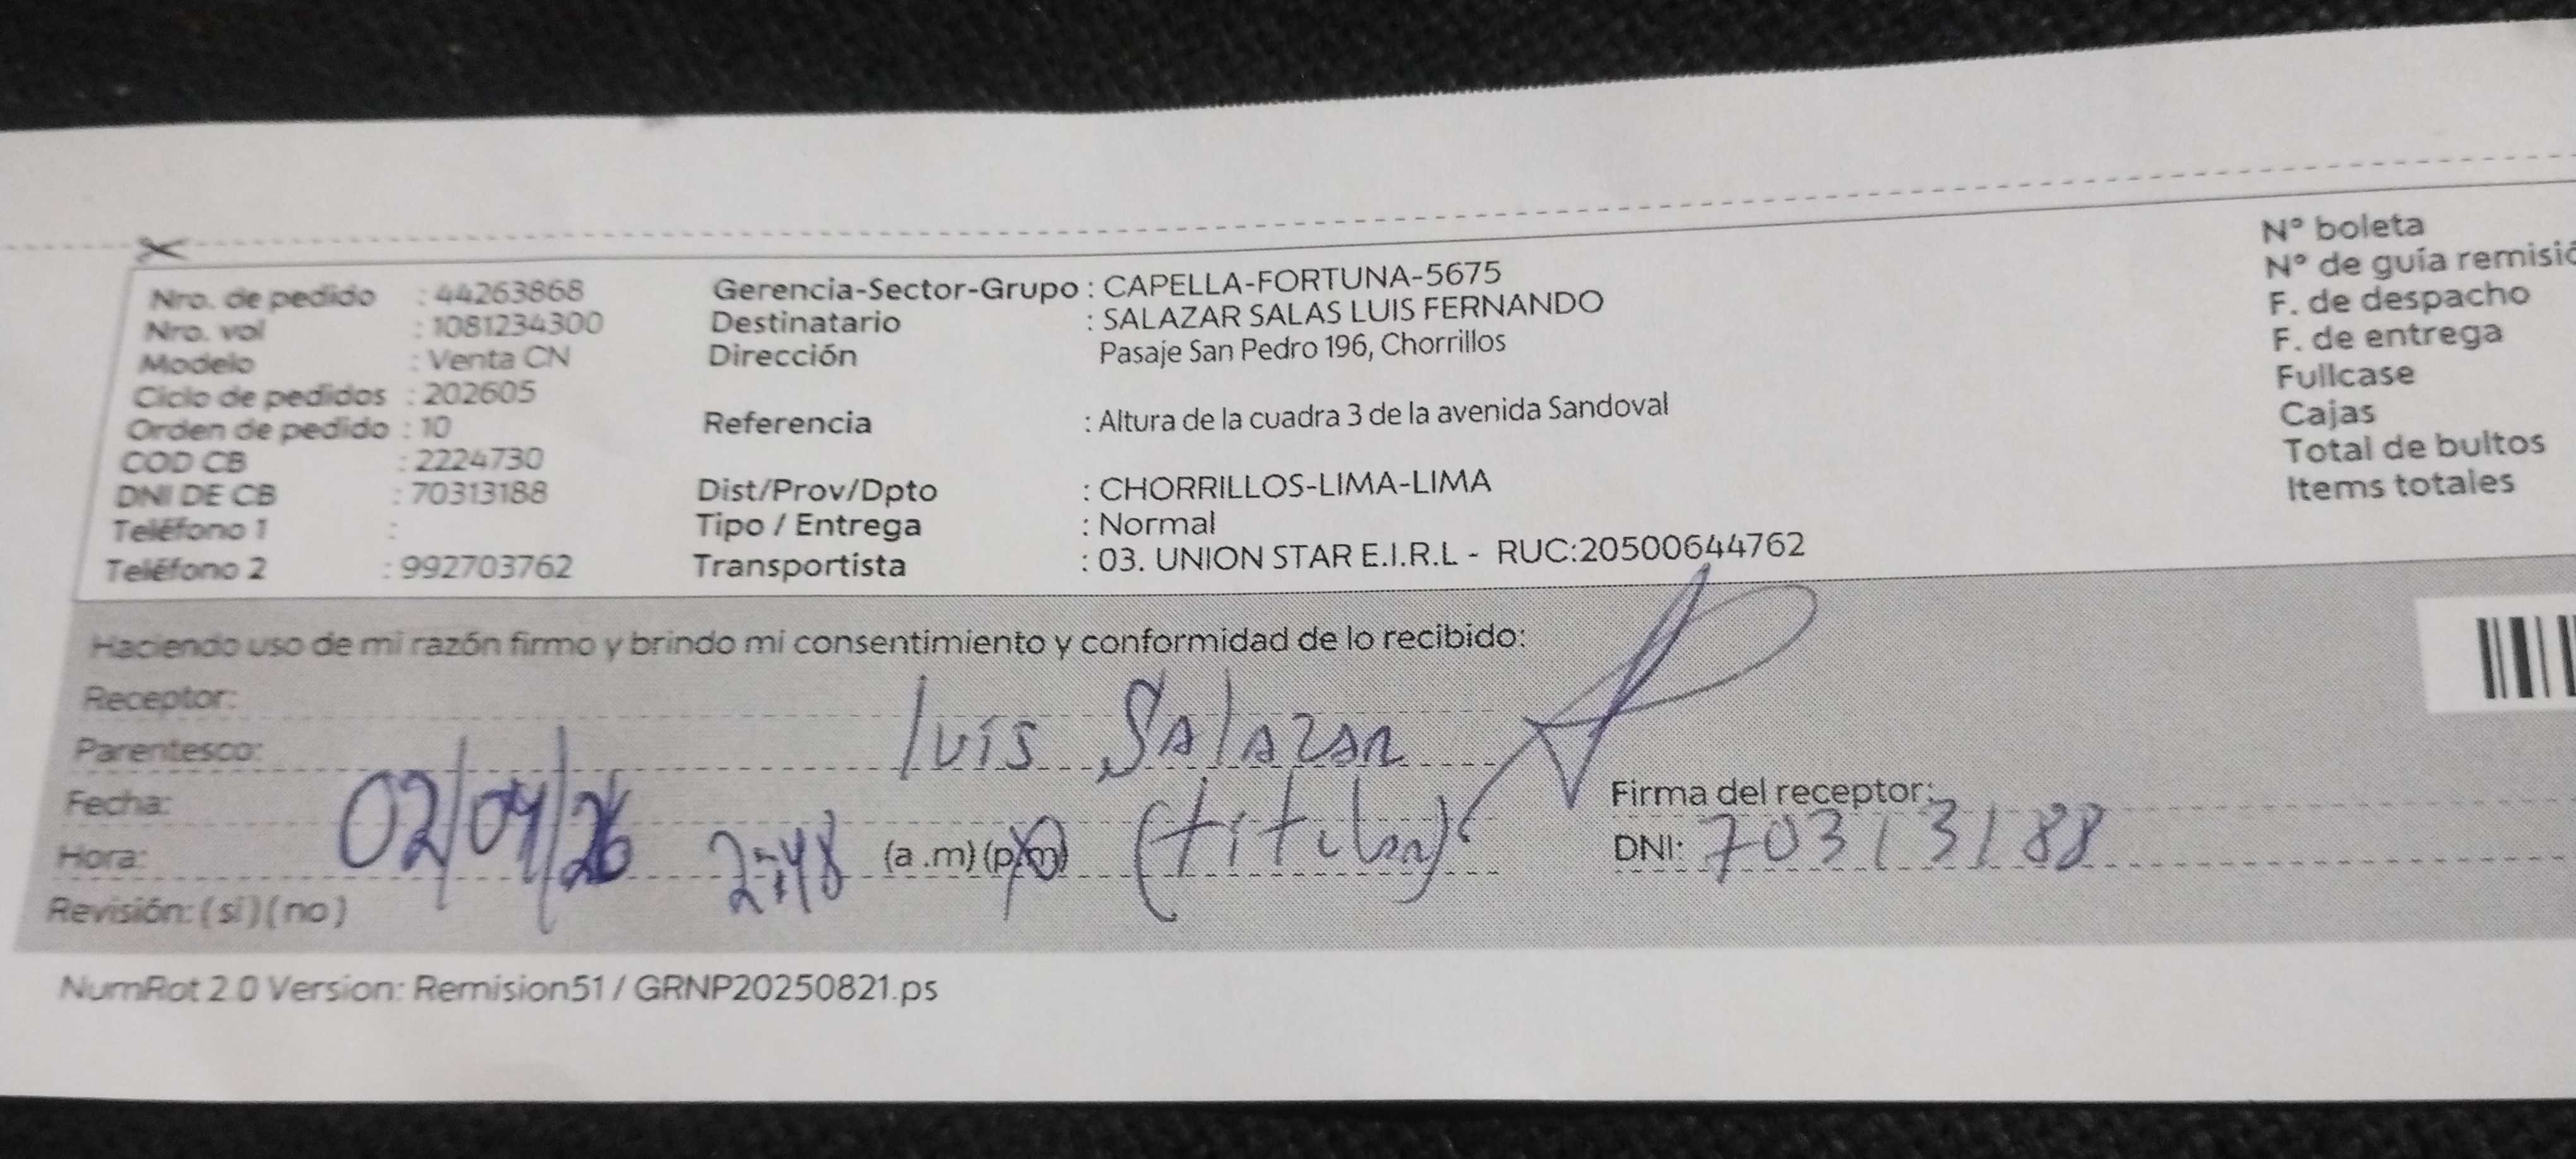 Nro. de pedido : 44263868
Nro. vol : 1081234300
Modelo : Venta CN
Ciclo de pedidos : 202605
Orden de pedido : 10
COD CB : 2224730
DNI DE CB : 70313188
Teléfono 1 :
Teléfono 2 : 992703762
Gerencia-Sector-Grupo : CAPELLA-FORTUNA-5675
Destinatario : SALAZAR SALAS LUIS FERNANDO
Dirección Pasaje San Pedro 196, Chorrillos
Referencia : Altura de la cuadra 3 de la avenida Sandoval
Dist/Prov/Dpto : CHORRILLOS-LIMA-LIMA
Tipo / Entrega : Normal
Transportista : 03. UNION STAR E.I.R.L - RUC:20500644762
N° boleta
N° de guía remisió
F. de despacho
F. de entrega
Fullcase
Cajas
Total de bultos
Items totales
Haciendo uso de mi razón firmo y brindo mi consentimiento y conformidad de lo recibido:
Receptor: Luis Salazar
Parentesco:
Fecha: 02/04/26
Hora: 2:48 (a .m) (p.m) (titular)
Revisión: ( si ) ( no )
Firma del receptor:
DNI: 70313188
NumRot 2.0 Version: Remision51 / GRNP20250821.ps